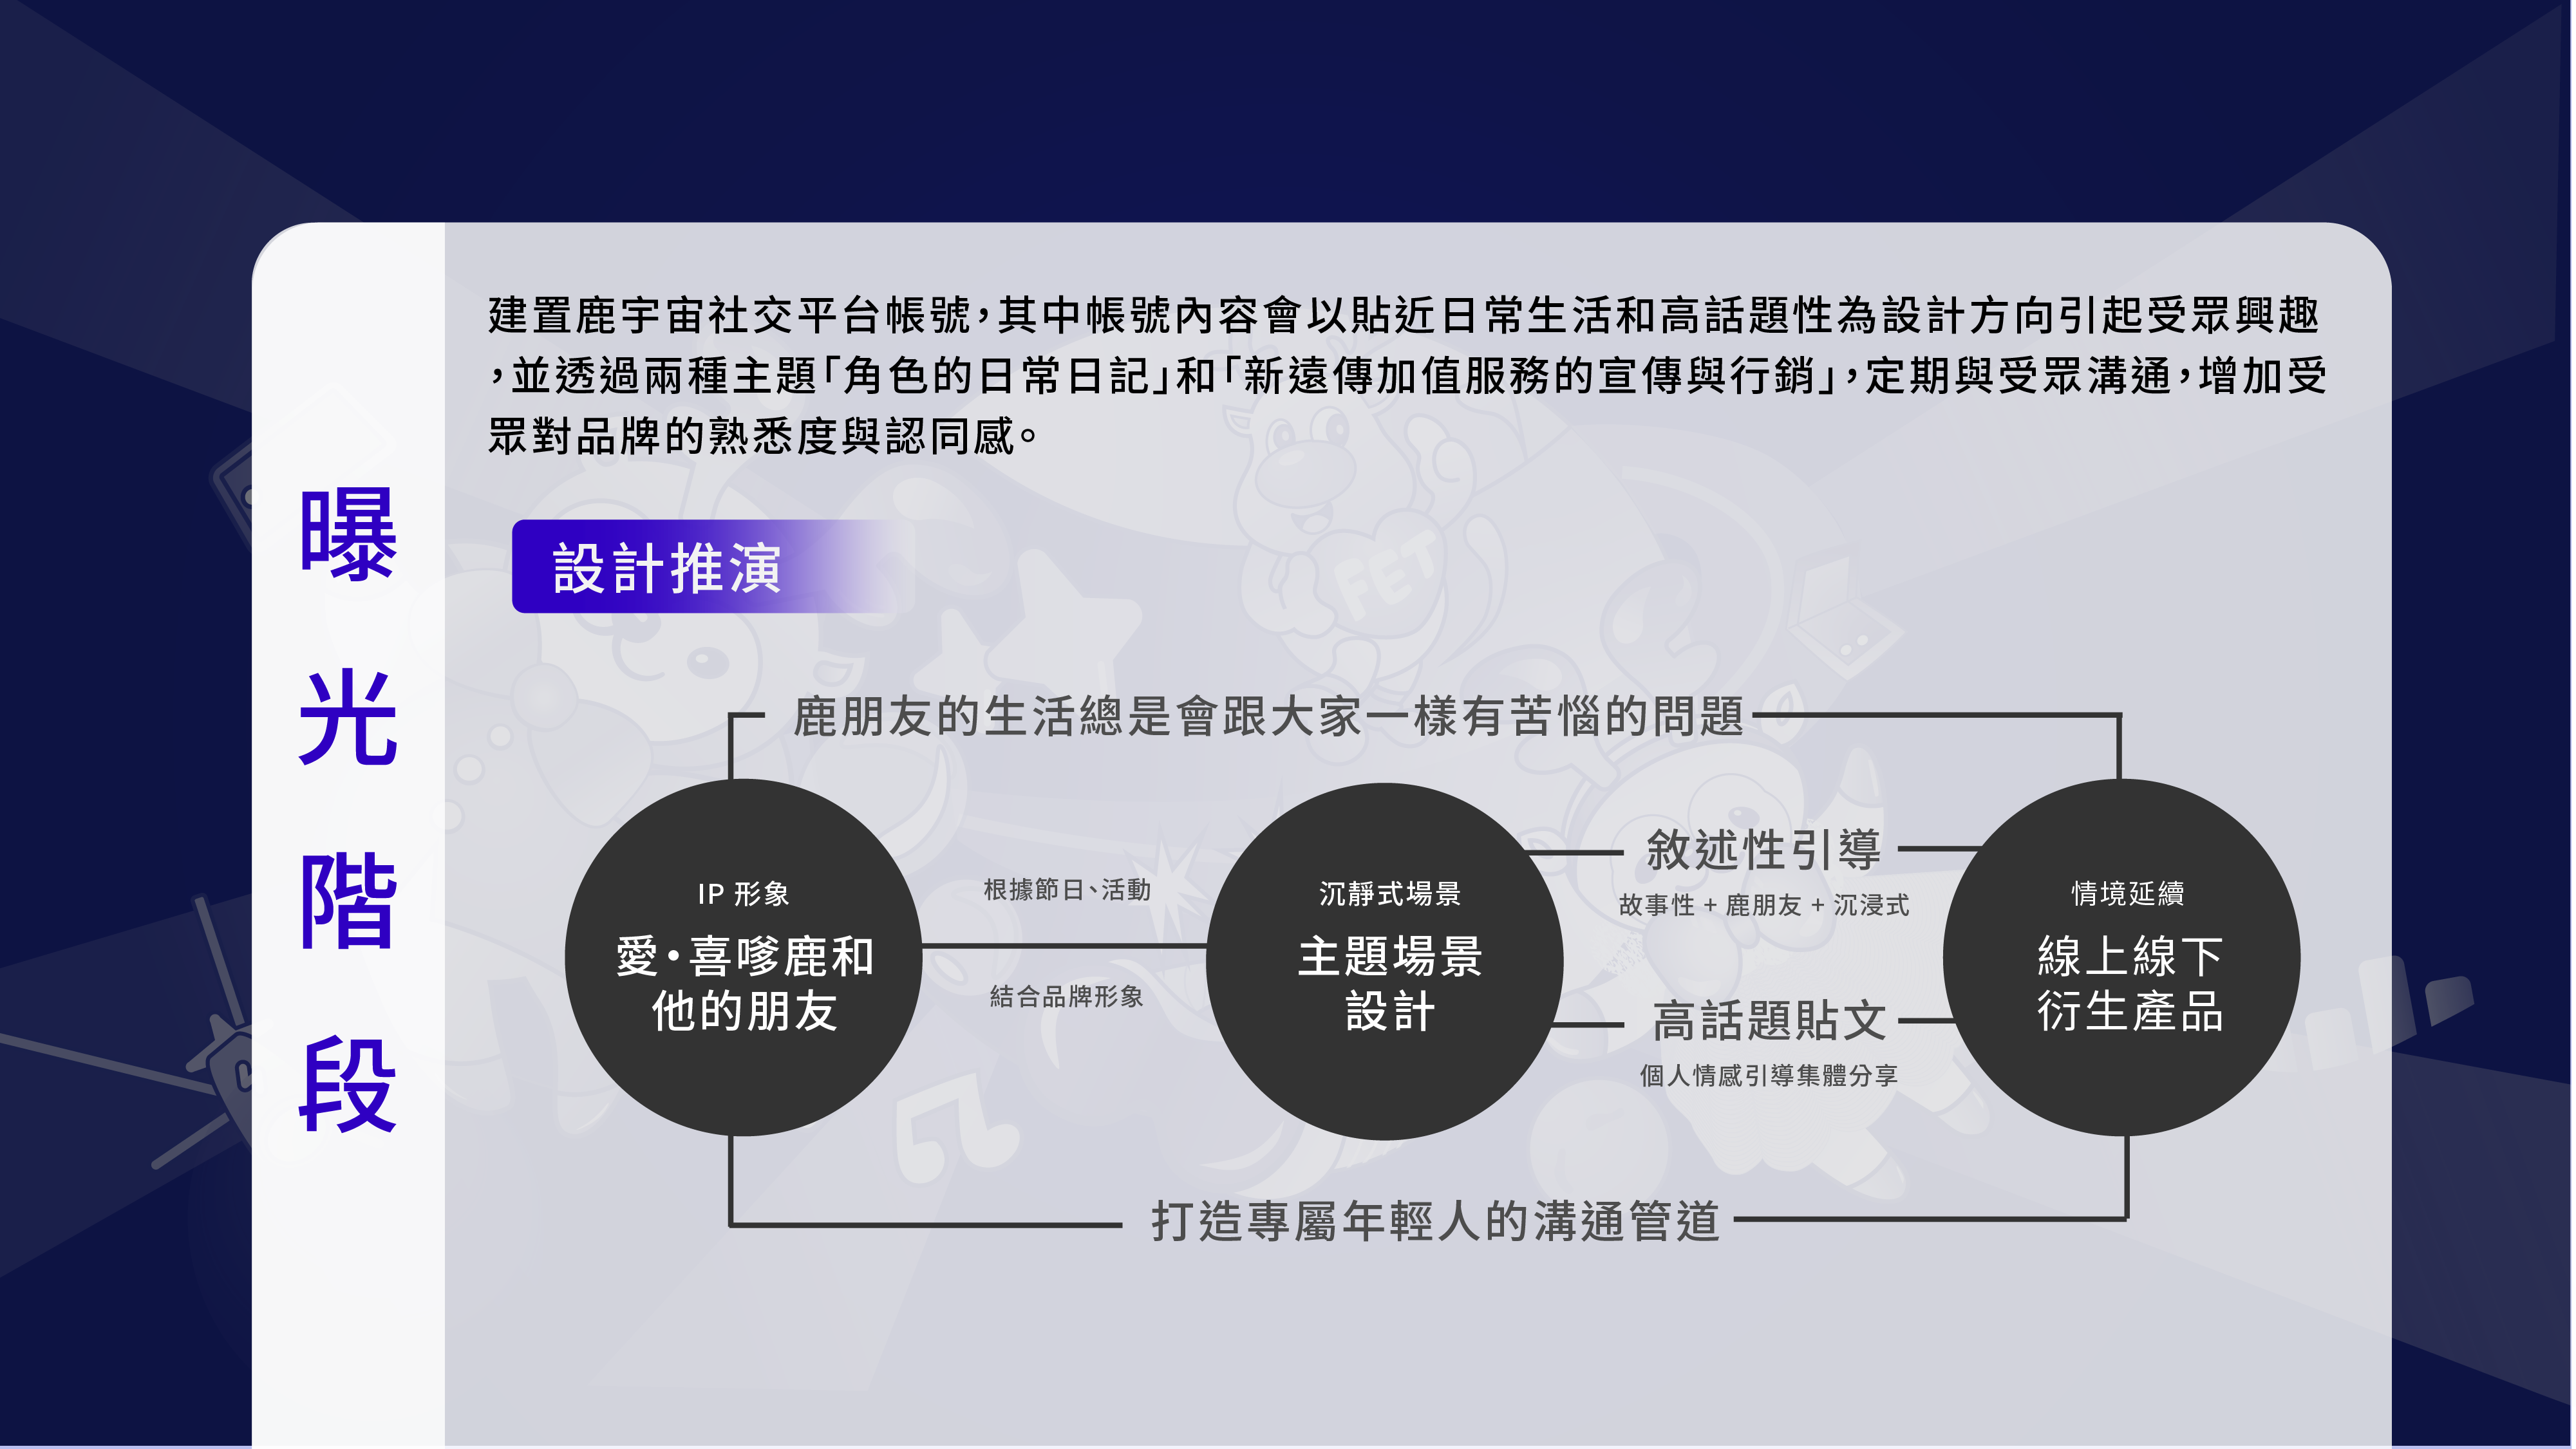 建置鹿宇宙社交平台帳號，其中帳號內容會以貼近日常生活和高話題性為設計方向引起受眾興趣
，並透過兩種主題「角色的日常日記」和「新遠傳加值服務的宣傳與行銷」，定期與受眾溝通，增加受
眾對品牌的熟悉度與認同感。
曝光階段
設計推演
FET
鹿朋友的生活總是會跟大家一樣有苦惱的問題
IP 形象
愛・喜嗲鹿和
他的朋友
根據節日、活動
結合品牌形象
沉靜式場景
主題場景
設計
敘述性引導
故事性 + 鹿朋友 + 沉浸式
高話題貼文
個人情感引導集體分享
情境延續
線上線下
衍生產品
打造專屬年輕人的溝通管道